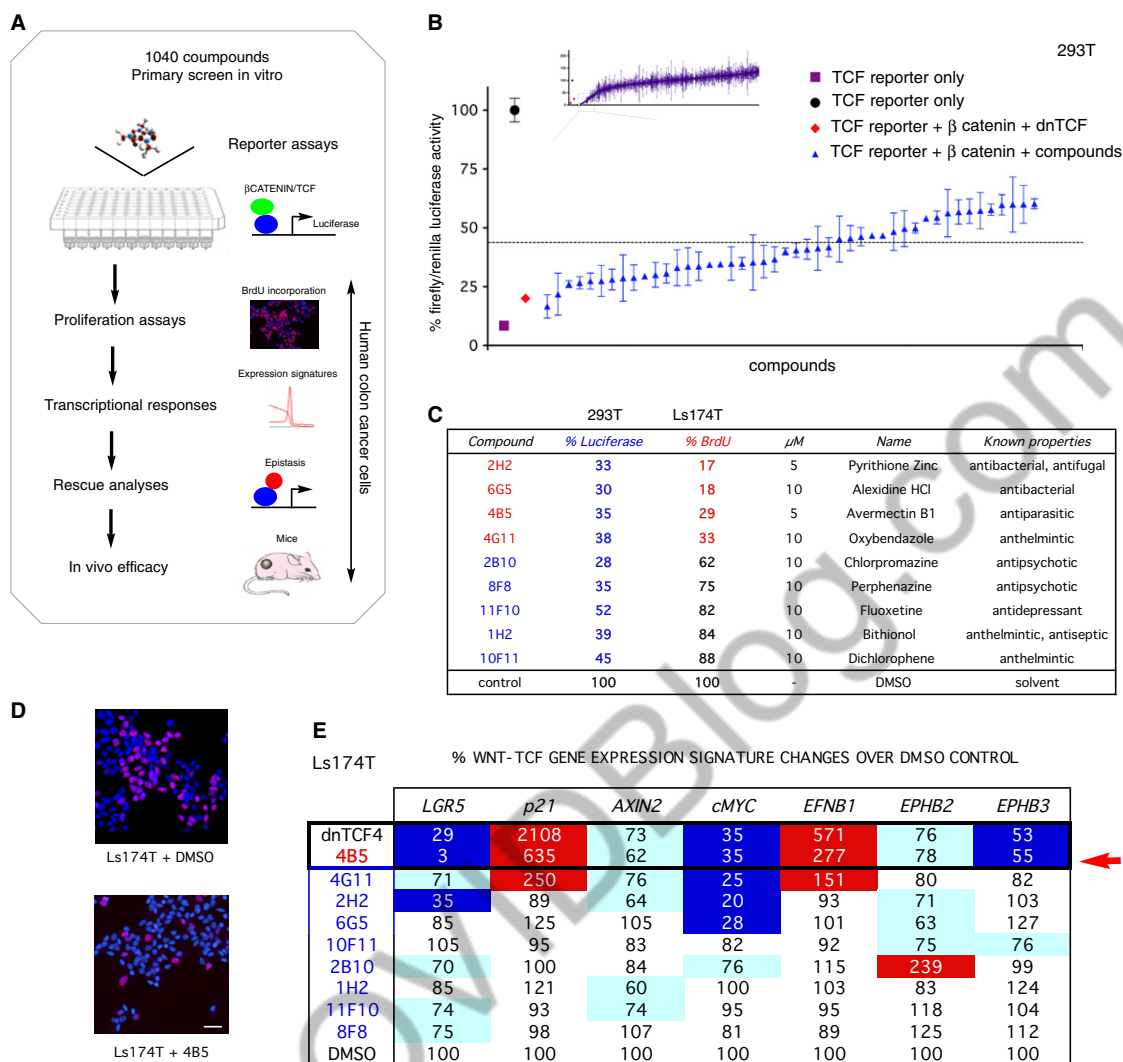 A
1040 coumpounds
Primary screen in vitro
Reporter assays
βCATENIN/TCF
Luciferase
BrdU incorporation
Proliferation assays
Expression signatures
Transcriptional responses
Epistasis
Rescue analyses
Mice
In vivo efficacy
Human colon cancer cells
B
293T
TCF reporter only
TCF reporter only
TCF reporter + β catenin + dnTCF
TCF reporter + β catenin + compounds
% firefly/renilla luciferase activity
100
75
50
25
0
compounds
C
293T Ls174T
Compound % Luciferase % BrdU µM Name Known properties
2H2 33 17 5 Pyrithione Zinc antibacterial, antifugal
6G5 30 18 10 Alexidine HCl antibacterial
4B5 35 29 5 Avermectin B1 antiparasitic
4G11 38 33 10 Oxybendazole anthelmintic
2B10 28 62 10 Chlorpromazine antipsychotic
8F8 35 75 10 Perphenazine antipsychotic
11F10 52 82 10 Fluoxetine antidepressant
1H2 39 84 10 Bithionol anthelmintic, antiseptic
10F11 45 88 10 Dichlorophene anthelmintic
control 100 100 - DMSO solvent
D
Ls174T + DMSO
Ls174T + 4B5
E
Ls174T
% WNT-TCF GENE EXPRESSION SIGNATURE CHANGES OVER DMSO CONTROL
LGR5 p21 AXIN2 cMYC EFNB1 EPHB2 EPHB3
dnTCF4 29 2108 73 35 571 76 53
4B5 3 635 62 35 277 78 55
4G11 71 250 76 25 151 80 82
2H2 35 89 64 20 93 71 103
6G5 85 125 105 28 101 63 127
10F11 105 95 83 82 92 75 76
2B10 70 100 84 76 115 239 99
1H2 85 121 60 100 103 83 124
11F10 74 93 74 95 95 118 104
8F8 75 98 107 81 89 125 112
DMSO 100 100 100 100 100 100 100
OVIDBlog.com